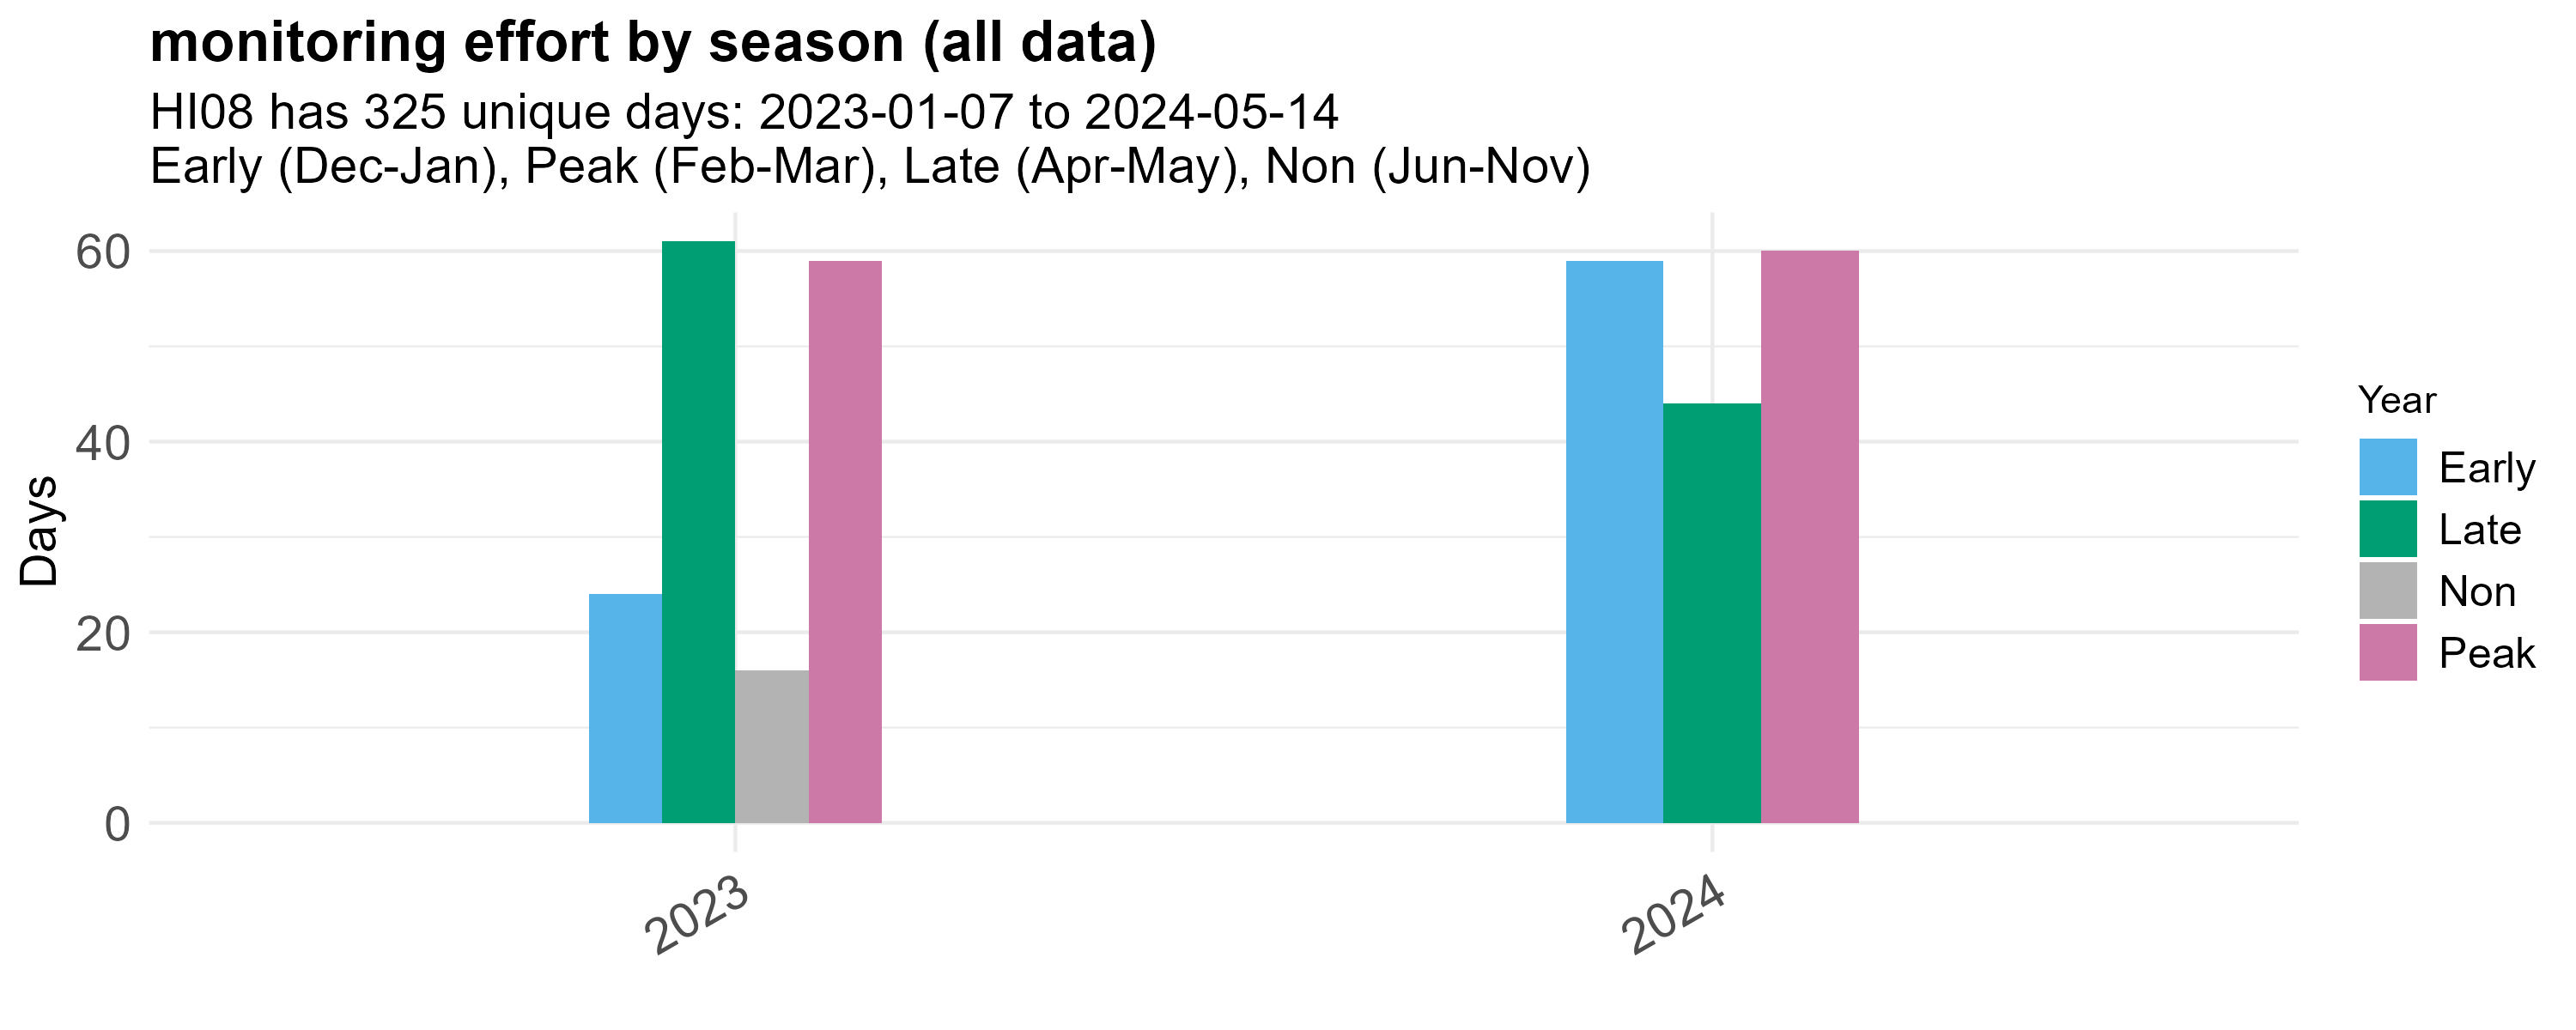 monitoring effort by season (all data)
HI08 has 325 unique days: 2023-01-07 to 2024-05-14
Early (Dec-Jan), Peak (Feb-Mar), Late (Apr-May), Non (Jun-Nov)
60
40
20
0
Days
2023
2024
Year
Early
Late
Non
Peak